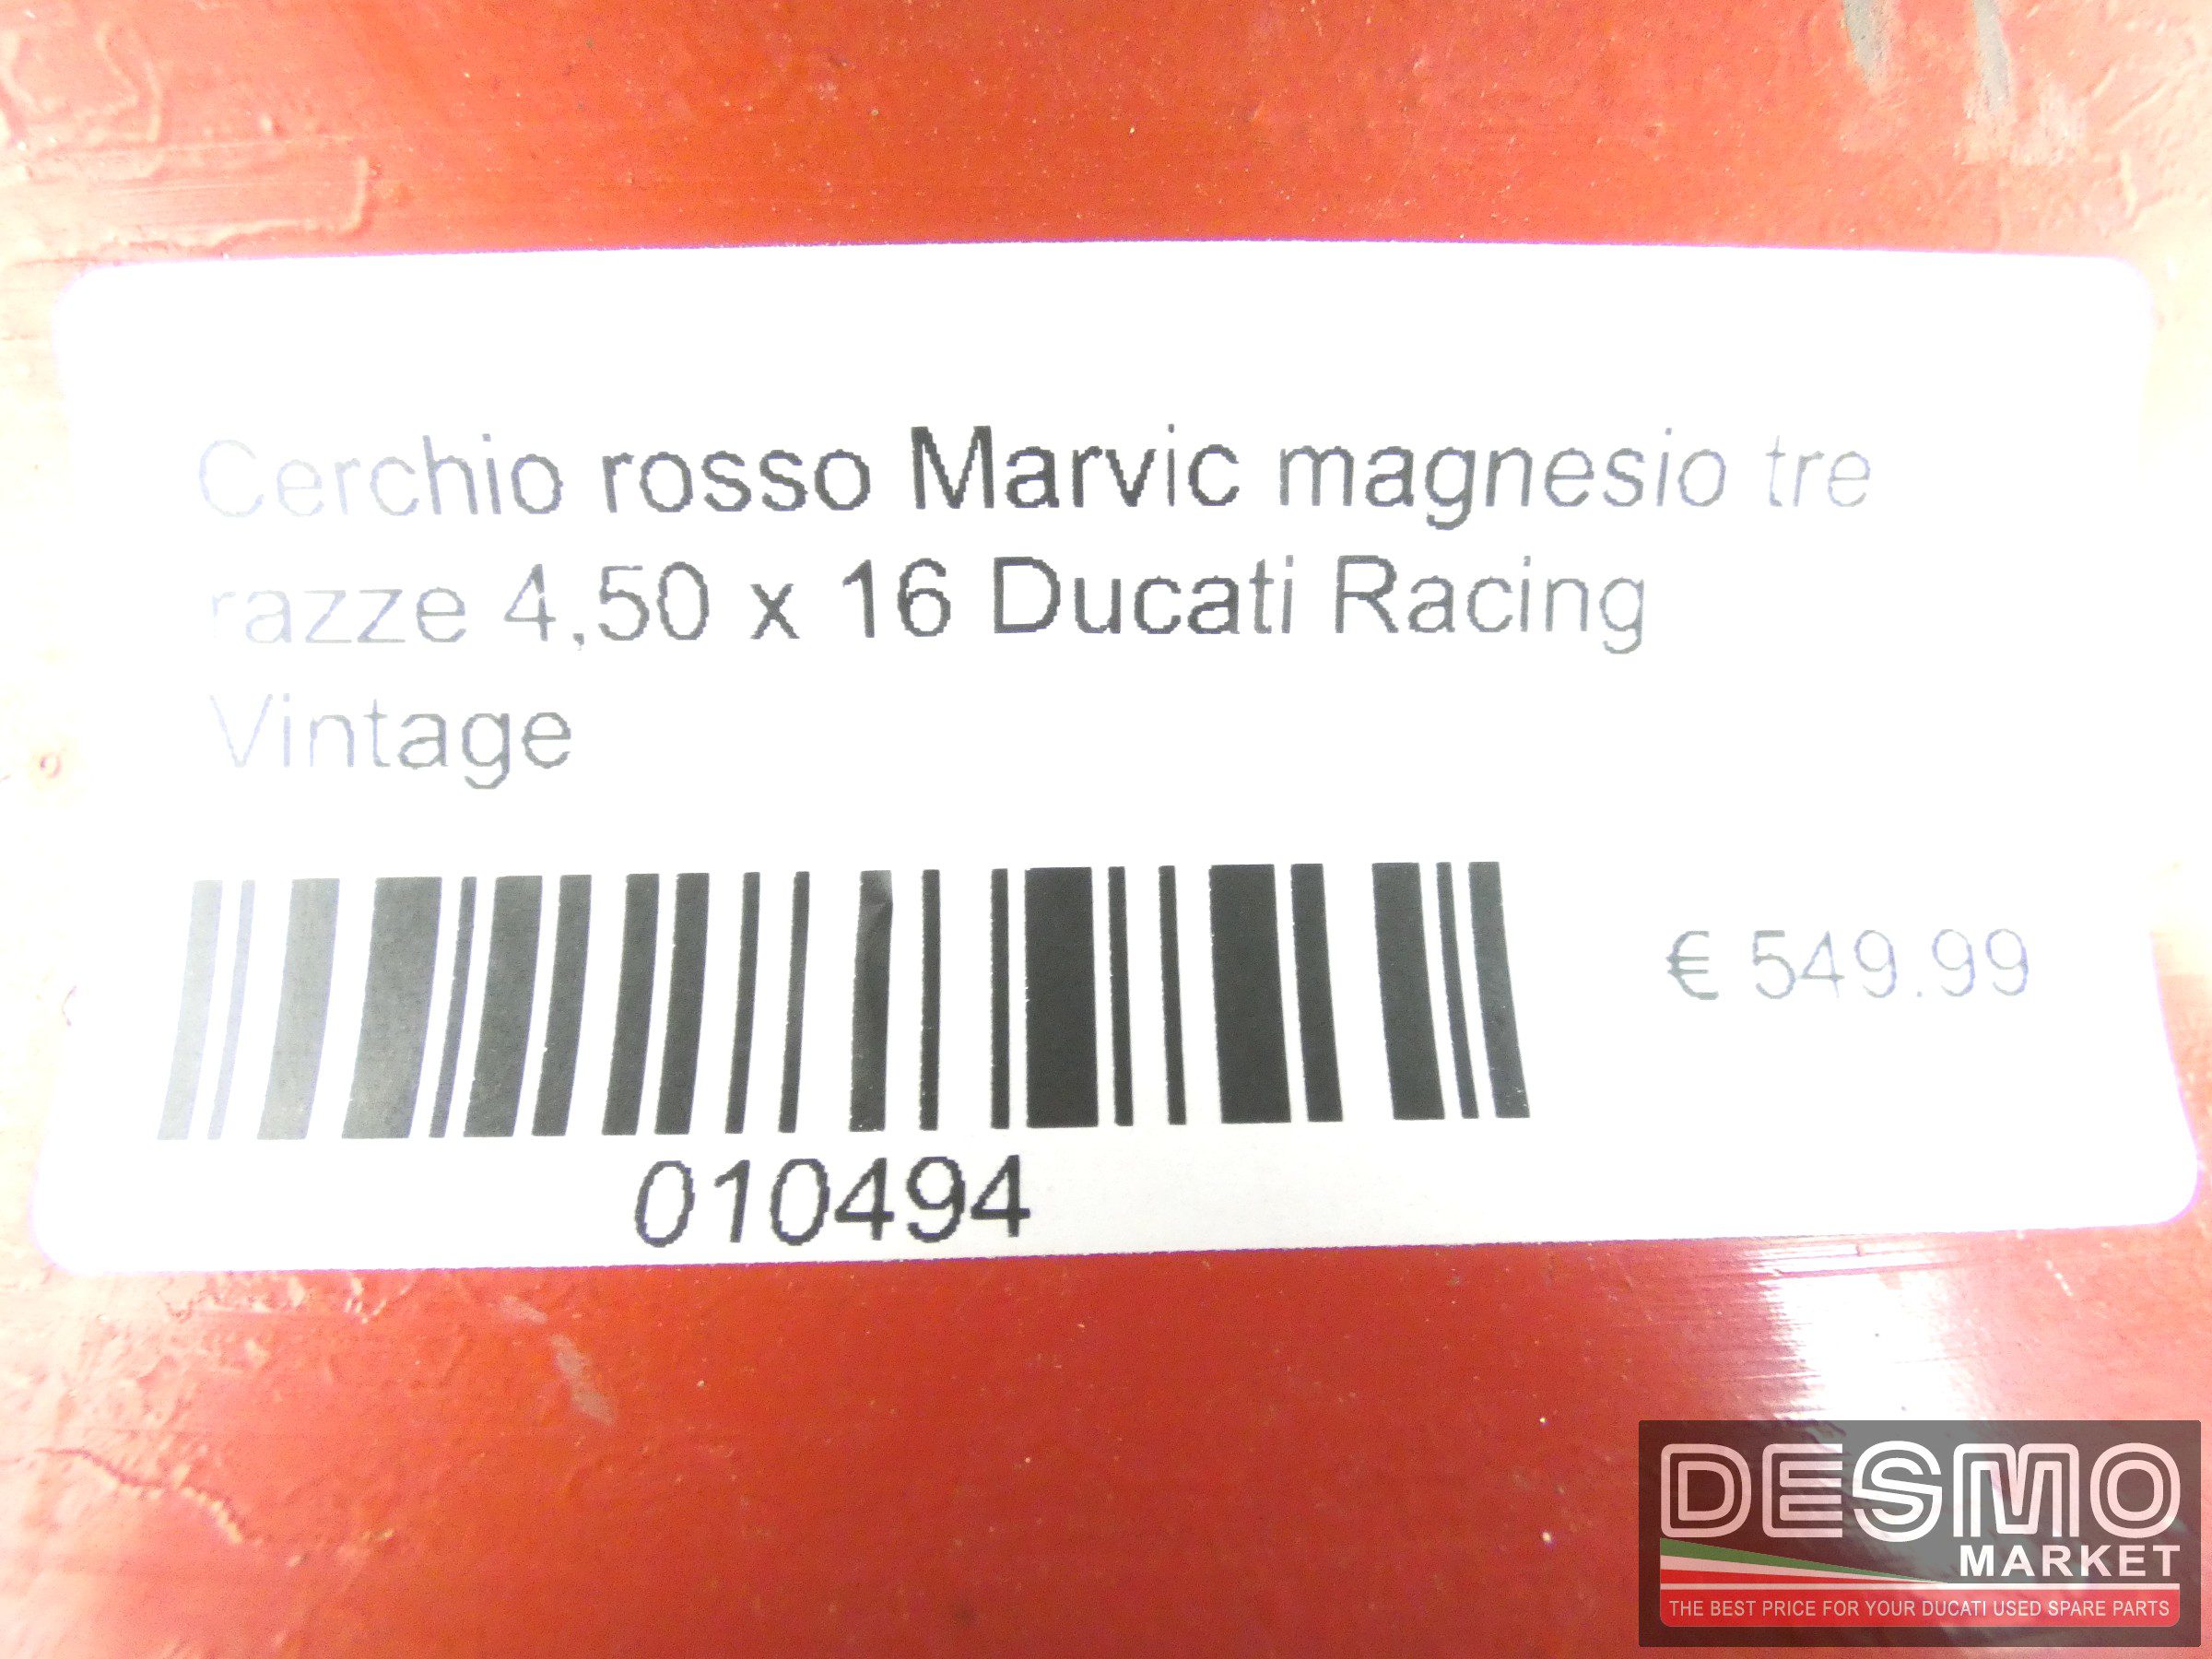 Cerchio rosso Marvic magnesio tre
razze 4,50 x 16 Ducati Racing
Vintage
€ 549.99
010494
DESMO
MARKET
THE BEST PRICE FOR YOUR DUCATI USED SPARE PARTS